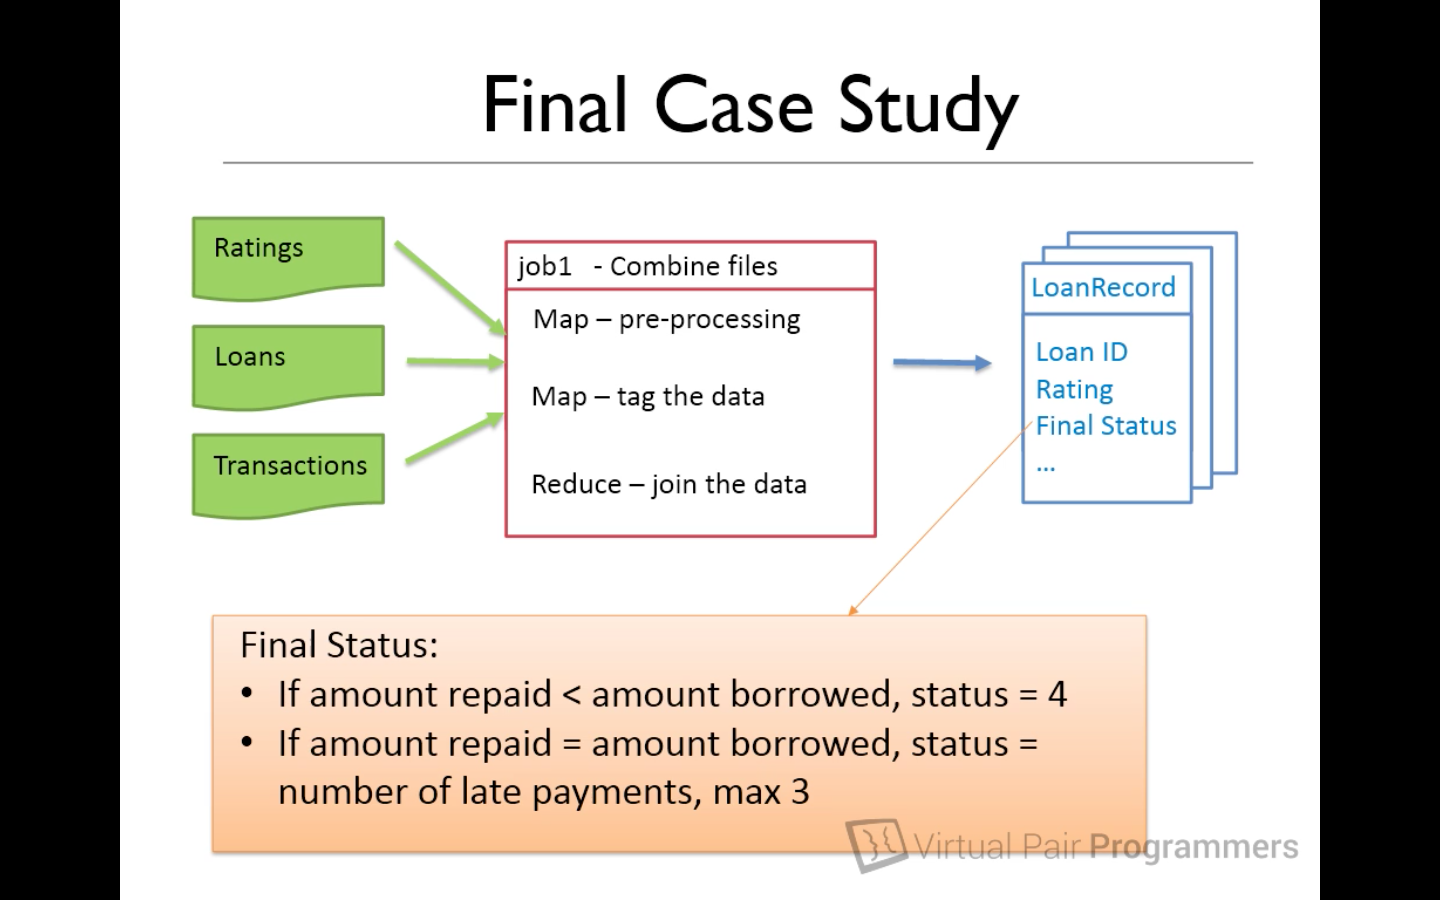 Final Case Study
Ratings
Loans
Transactions
job1 - Combine files
Map – pre-processing
Map – tag the data
Reduce – join the data
LoanRecord
Loan ID
Rating
Final Status
...
Final Status:
• If amount repaid < amount borrowed, status = 4
• If amount repaid = amount borrowed, status =
number of late payments, max 3
Virtual Pair Programmers